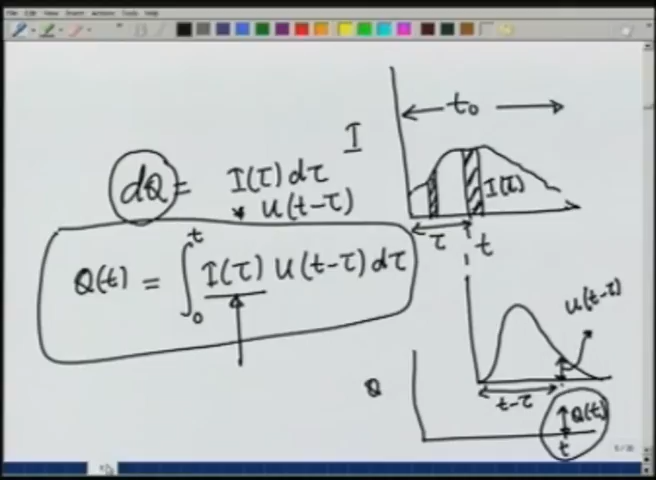 I
t₀
dQ = I(τ) dτ
* u(t-τ)
I(τ)
τ
t
Q(t) = ∫₀ᵗ I(τ) u(t-τ) dτ
u(t-τ)
t-τ
Q
Q(t)
t